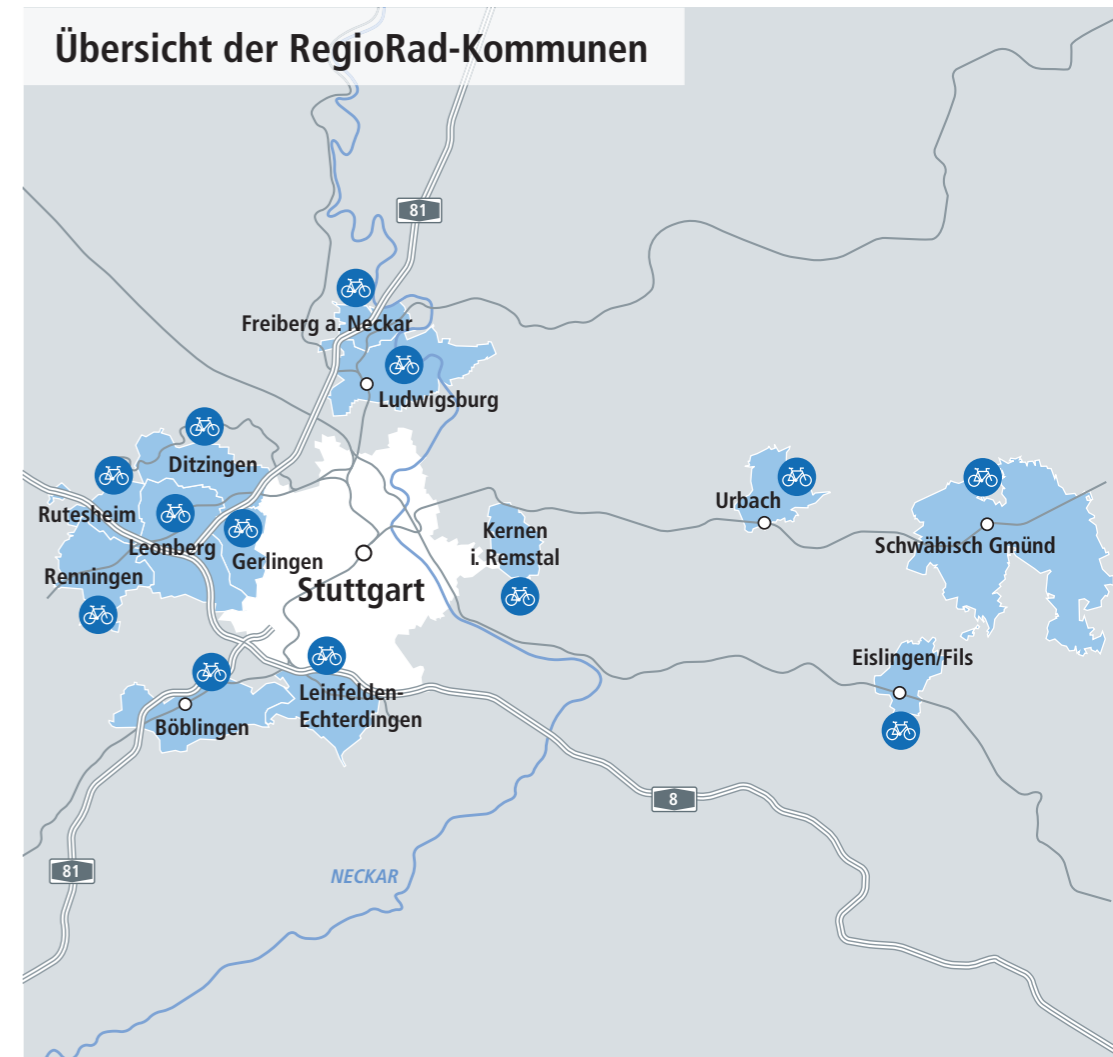 Übersicht der RegioRad-Kommunen
81
Freiberg a. Neckar
Ludwigsburg
Ditzingen
Rutesheim
Leonberg
Gerlingen
Renningen
Stuttgart
Kernen
i. Remstal
Urbach
Schwäbisch Gmünd
Eislingen/Fils
Böblingen
Leinfelden-
Echterdingen
8
81
NECKAR